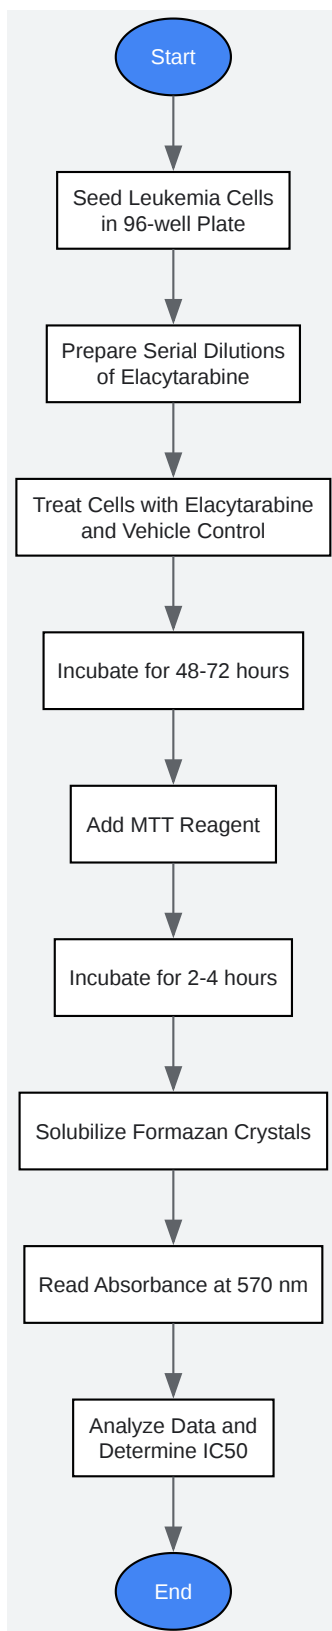 Start
Seed Leukemia Cells
in 96-well Plate
Prepare Serial Dilutions
of Elacytarabine
Treat Cells with Elacytarabine
and Vehicle Control
Incubate for 48-72 hours
Add MTT Reagent
Incubate for 2-4 hours
Solubilize Formazan Crystals
Read Absorbance at 570 nm
Analyze Data and
Determine IC50
End